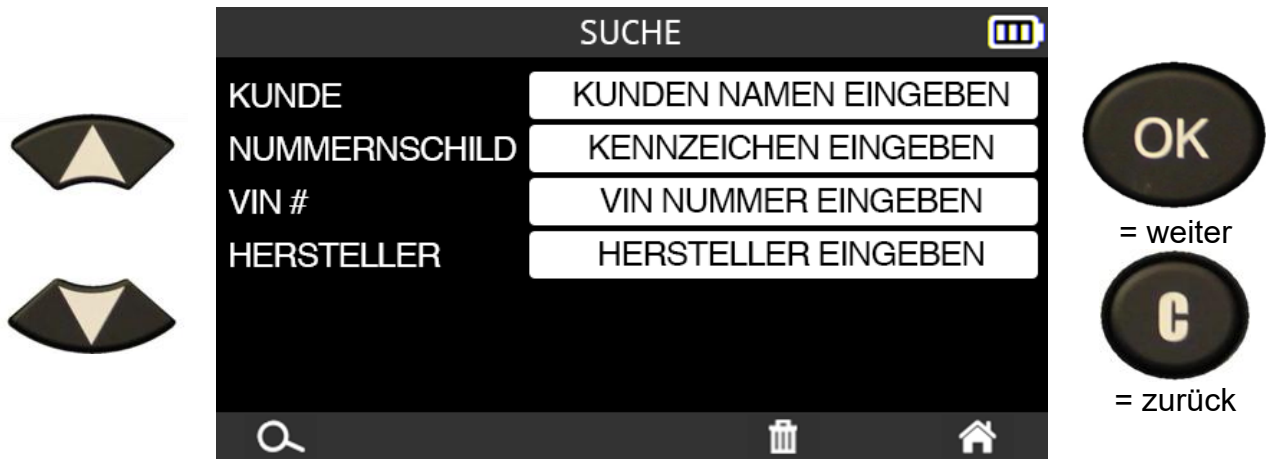 SUCHE
KUNDE KUNDEN NAMEN EINGEBEN
NUMMERNSCHILD KENNZEICHEN EINGEBEN
VIN # VIN NUMMER EINGEBEN
HERSTELLER HERSTELLER EINGEBEN
OK
= weiter
C
= zurück